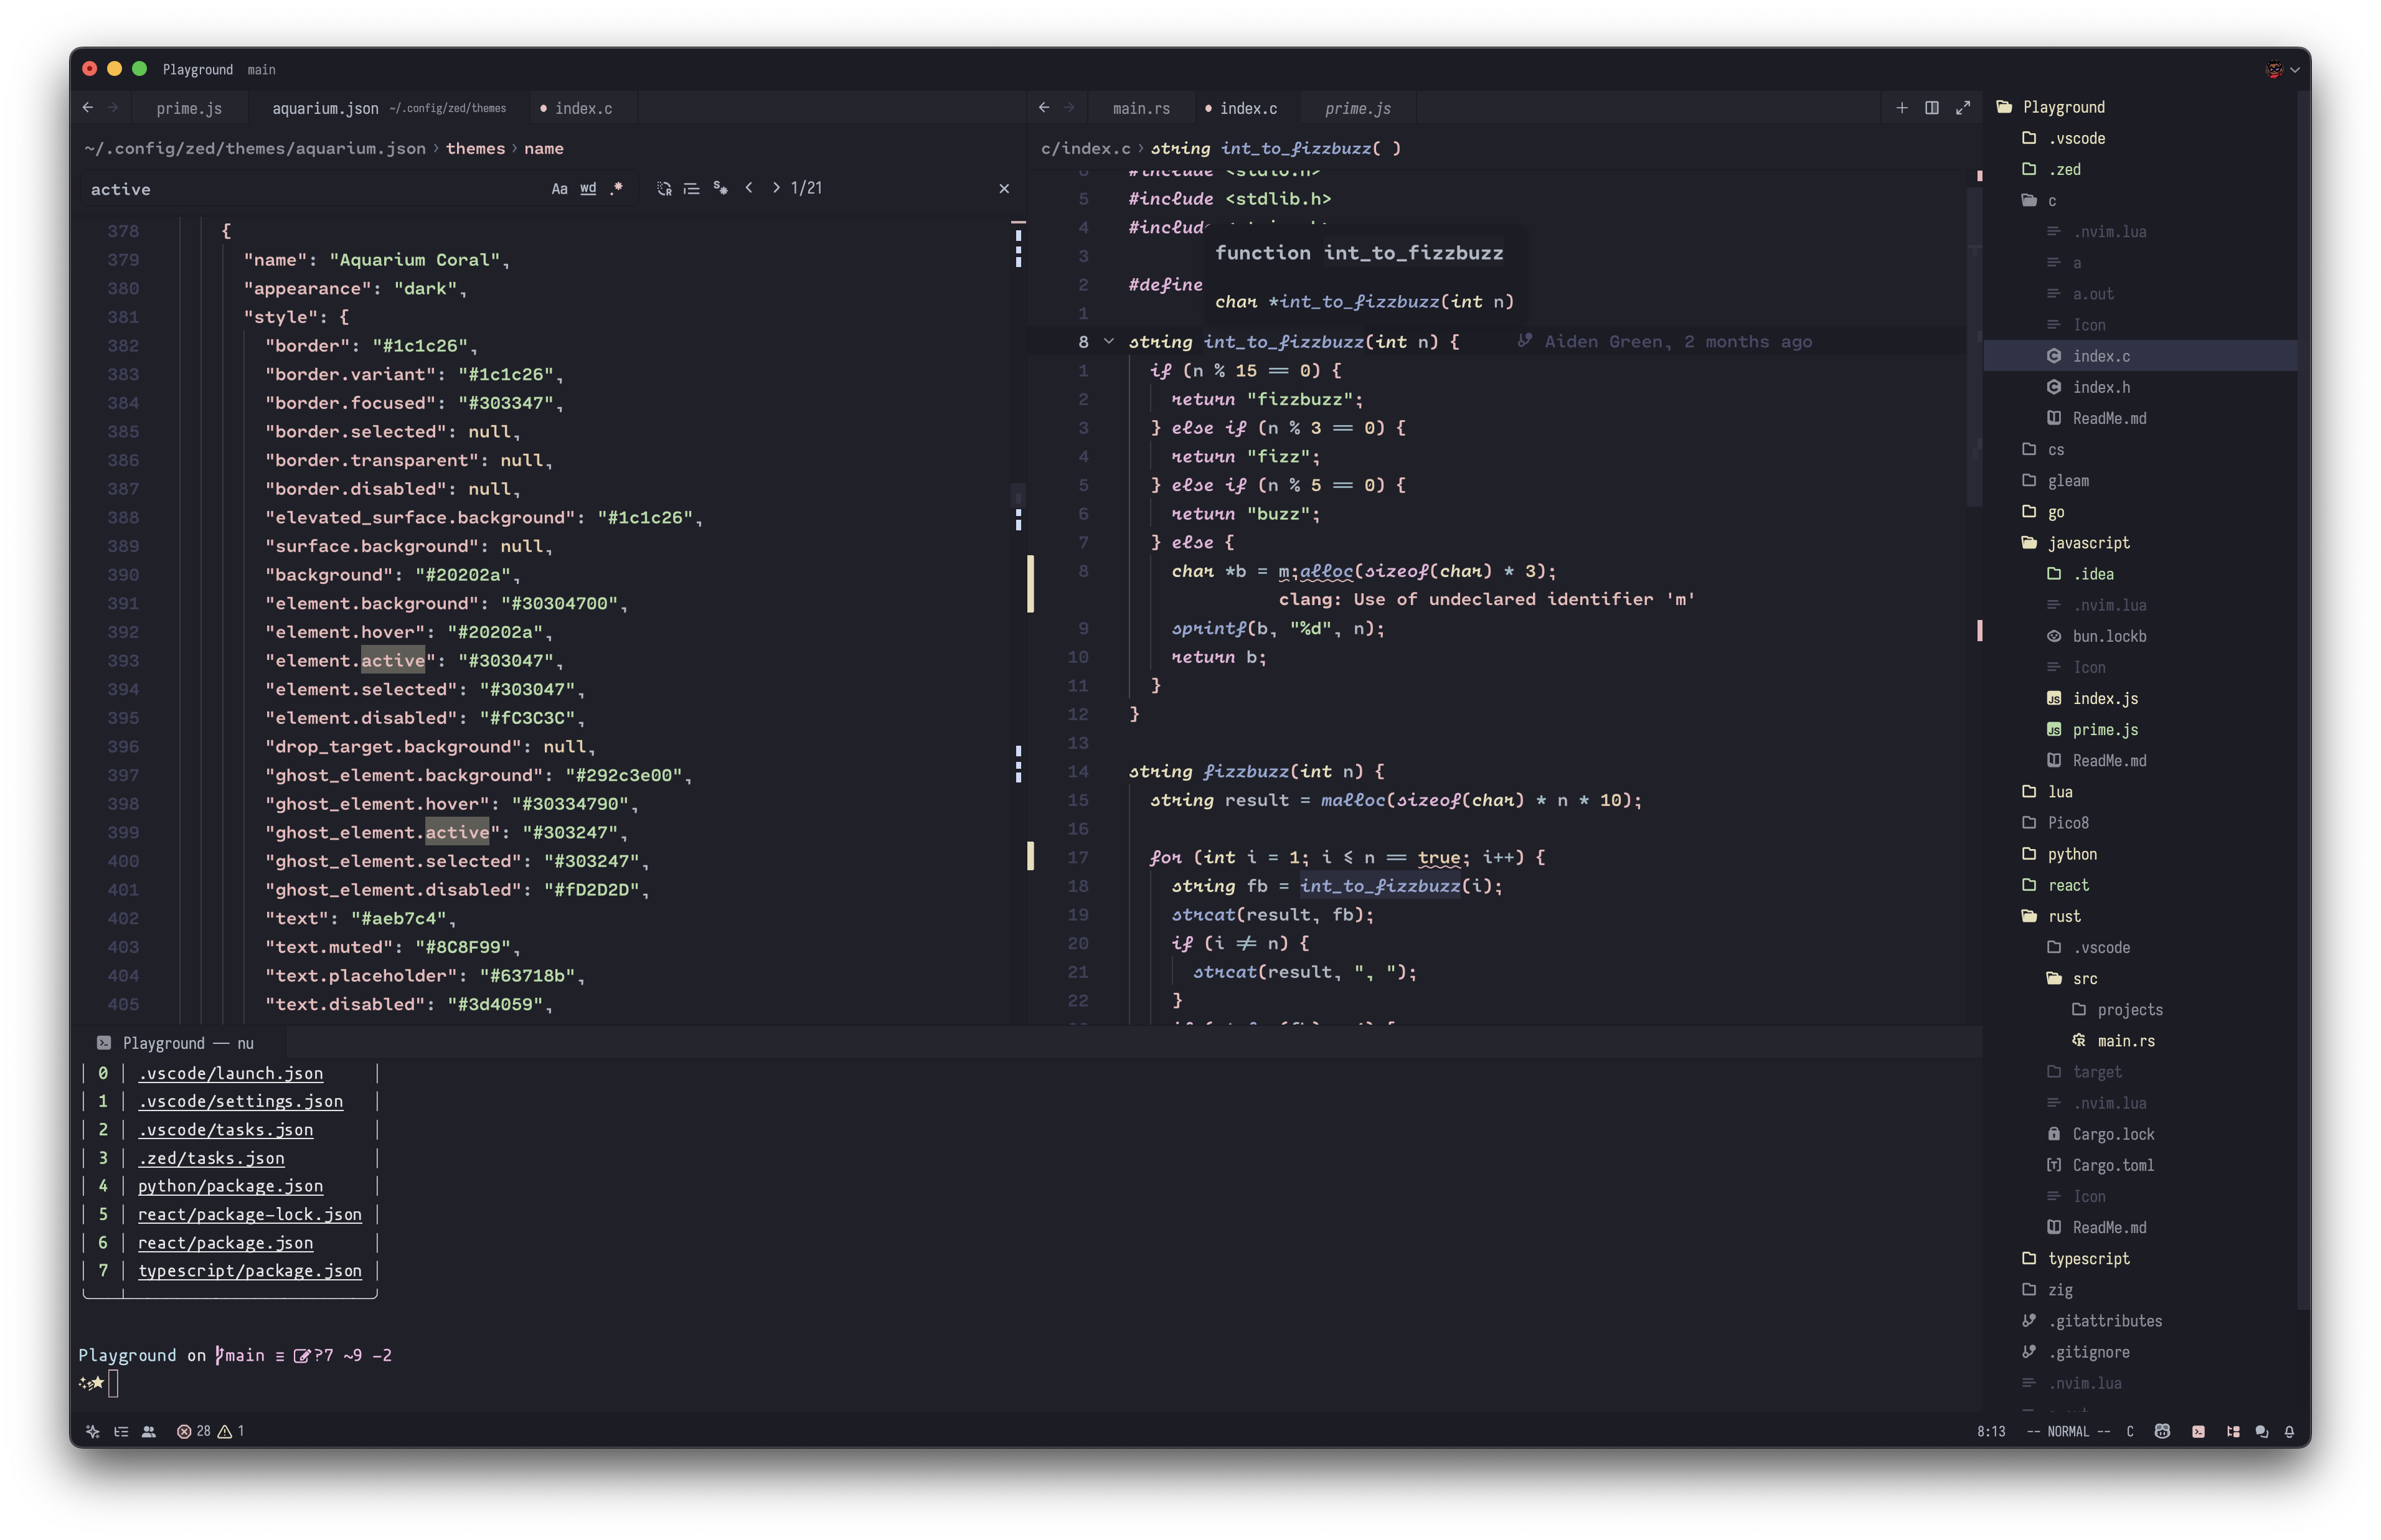 Playground main
prime.js aquarium.json ~/.config/zed/themes index.c
~/.config/zed/themes/aquarium.json › themes › name
active Aa wd .* 1/21
378 {
379 "name": "Aquarium Coral",
380 "appearance": "dark",
381 "style": {
382 "border": "#1c1c26",
383 "border.variant": "#1c1c26",
384 "border.focused": "#303347",
385 "border.selected": null,
386 "border.transparent": null,
387 "border.disabled": null,
388 "elevated_surface.background": "#1c1c26",
389 "surface.background": null,
390 "background": "#20202a",
391 "element.background": "#30304700",
392 "element.hover": "#20202a",
393 "element.active": "#303047",
394 "element.selected": "#303047",
395 "element.disabled": "#fC3C3C",
396 "drop_target.background": null,
397 "ghost_element.background": "#292c3e00",
398 "ghost_element.hover": "#30334790",
399 "ghost_element.active": "#303247",
400 "ghost_element.selected": "#303247",
401 "ghost_element.disabled": "#fD2D2D",
402 "text": "#aeb7c4",
403 "text.muted": "#8C8F99",
404 "text.placeholder": "#63718b",
405 "text.disabled": "#3d4059",
main.rs index.c prime.js
c/index.c › string int_to_fizzbuzz( )
6 #include <stdio.h>
5 #include <stdlib.h>
4 #includ
3
2 #define
1
function int_to_fizzbuzz
char *int_to_fizzbuzz(int n)
8 string int_to_fizzbuzz(int n) { Aiden Green, 2 months ago
1 if (n % 15 == 0) {
2 return "fizzbuzz";
3 } else if (n % 3 == 0) {
4 return "fizz";
5 } else if (n % 5 == 0) {
6 return "buzz";
7 } else {
8 char *b = m;alloc(sizeof(char) * 3);
clang: Use of undeclared identifier 'm'
9 sprintf(b, "%d", n);
10 return b;
11 }
12 }
13
14 string fizzbuzz(int n) {
15 string result = malloc(sizeof(char) * n * 10);
16
17 for (int i = 1; i ≤ n == true; i++) {
18 string fb = int_to_fizzbuzz(i);
19 strcat(result, fb);
20 if (i ≠ n) {
21 strcat(result, ", ");
22 }
Playground
.vscode
.zed
c
.nvim.lua
a
a.out
Icon
index.c
index.h
ReadMe.md
cs
gleam
go
javascript
.idea
.nvim.lua
bun.lockb
Icon
index.js
prime.js
ReadMe.md
lua
Pico8
python
react
rust
.vscode
src
projects
main.rs
target
.nvim.lua
Cargo.lock
Cargo.toml
Icon
ReadMe.md
typescript
zig
.gitattributes
.gitignore
.nvim.lua
Playground — nu
0 │ .vscode/launch.json
1 │ .vscode/settings.json
2 │ .vscode/tasks.json
3 │ .zed/tasks.json
4 │ python/package.json
5 │ react/package-lock.json
6 │ react/package.json
7 │ typescript/package.json
Playground on main ≡ ?7 ~9 -2
28 1
8:13 -- NORMAL -- C